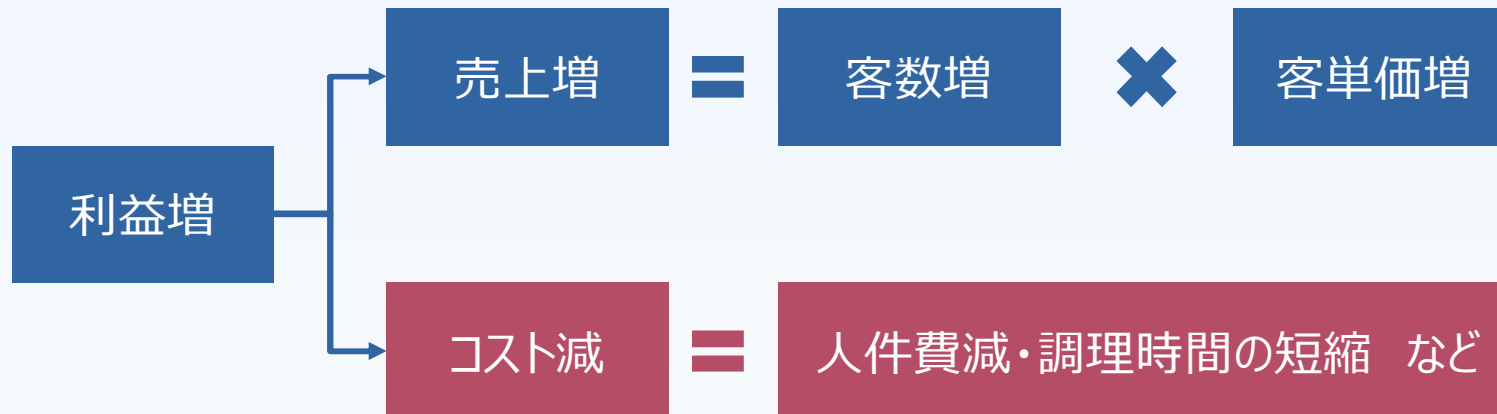 売上増 = 客数増 × 客単価増
利益増
コスト減 = 人件費減・調理時間の短縮　など